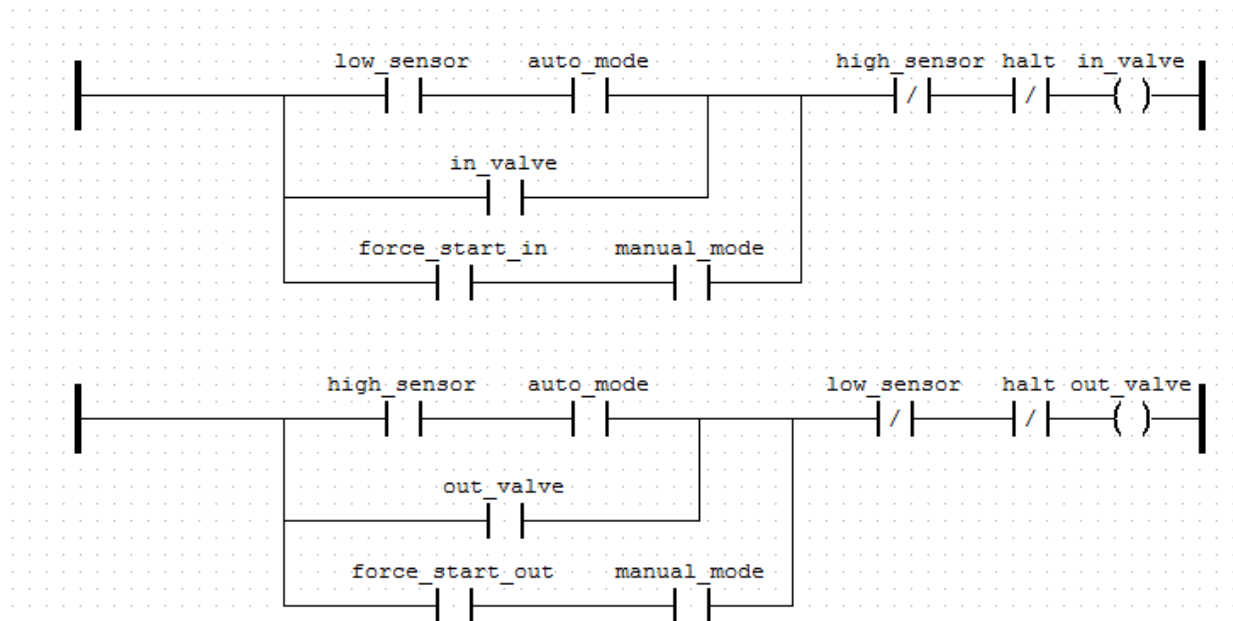 low_sensor auto_mode high_sensor halt in_valve
in_valve
force_start_in manual_mode
high_sensor auto_mode low_sensor halt out_valve
out_valve
force_start_out manual_mode